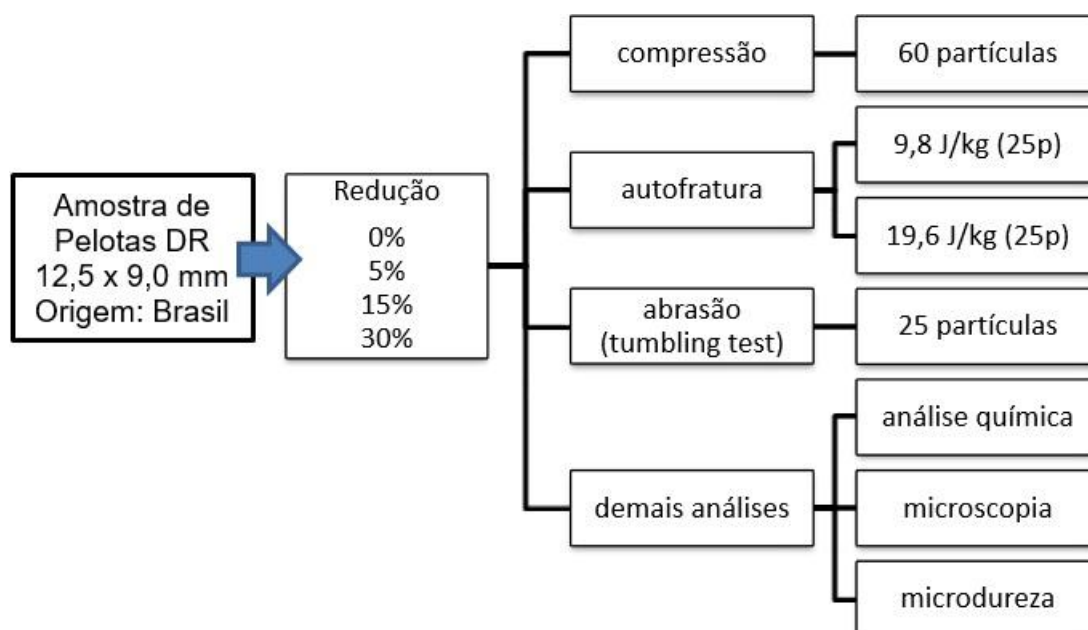 Amostra de
Pelotas DR
12,5 x 9,0 mm
Origem: Brasil
Redução
0%
5%
15%
30%
compressão
60 partículas
autofratura
9,8 J/kg (25p)
19,6 J/kg (25p)
abrasão
(tumbling test)
25 partículas
demais análises
análise química
microscopia
microdureza